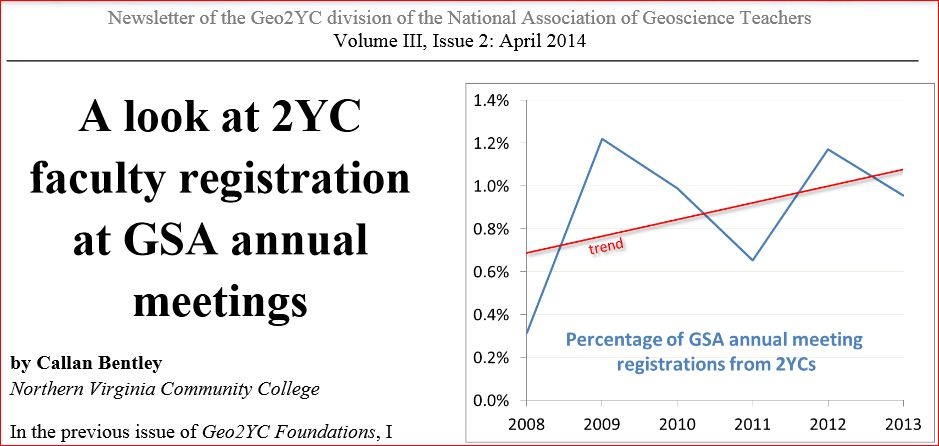 Newsletter of the Geo2YC division of the National Association of Geoscience Teachers
Volume III, Issue 2: April 2014
A look at 2YC
faculty registration
at GSA annual
meetings
by Callan Bentley
Northern Virginia Community College
In the previous issue of Geo2YC Foundations, I
1.4%
1.2%
1.0%
0.8%
0.6%
0.4%
0.2%
0.0%
trend
Percentage of GSA annual meeting
registrations from 2YCs
2008 2009 2010 2011 2012 2013